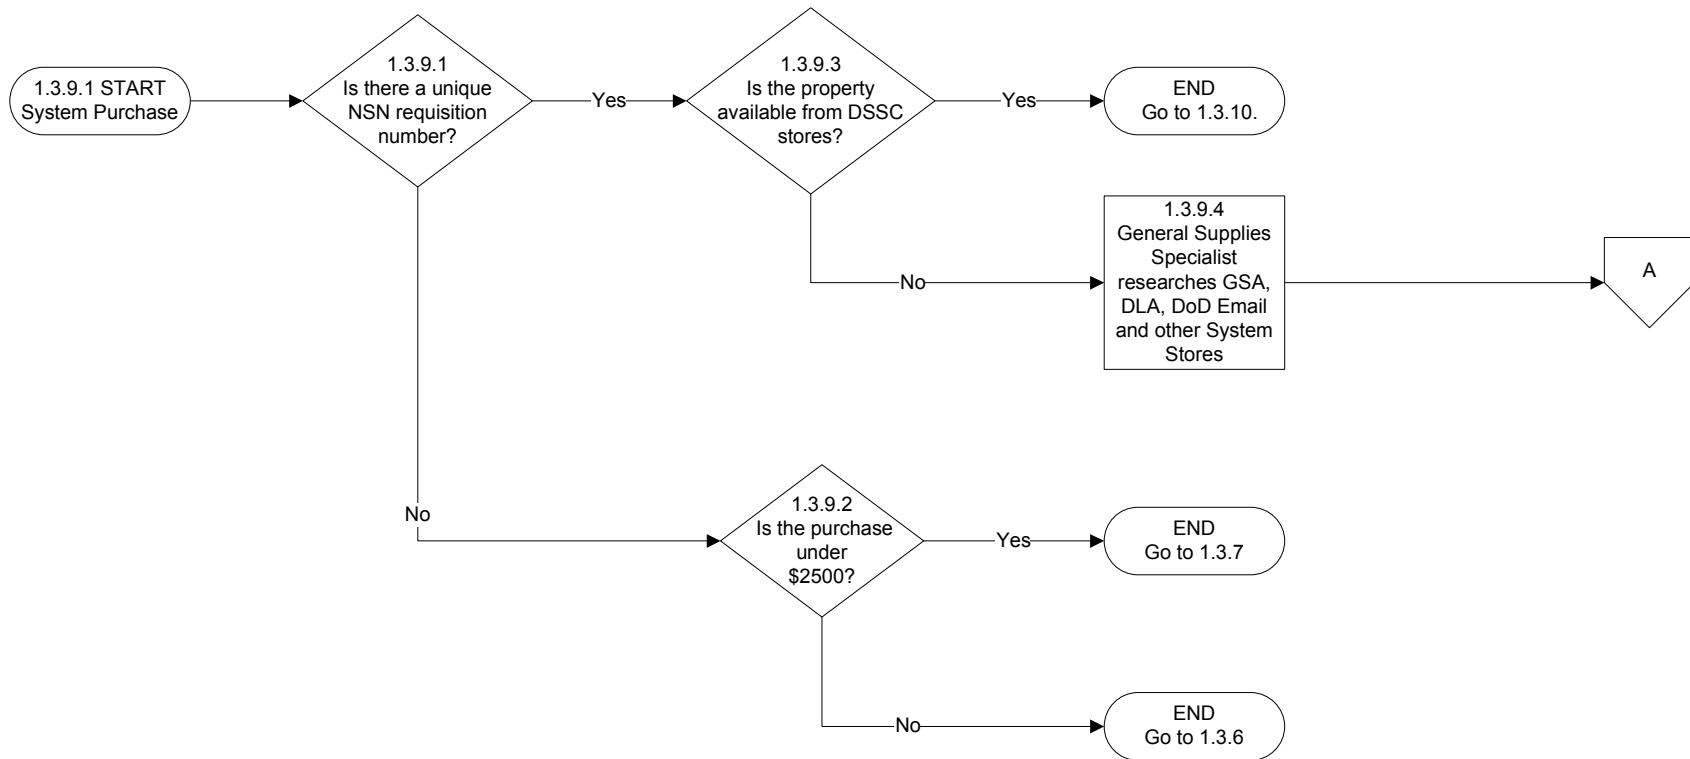 1.3.9.1 START
System Purchase
1.3.9.1
Is there a unique
NSN requisition
number?
Yes
1.3.9.3
Is the property
available from DSSC
stores?
Yes
END
Go to 1.3.10.
No
1.3.9.4
General Supplies
Specialist
researches GSA,
DLA, DoD Email
and other System
Stores
A
No
1.3.9.2
Is the purchase
under
$2500?
Yes
END
Go to 1.3.7
No
END
Go to 1.3.6